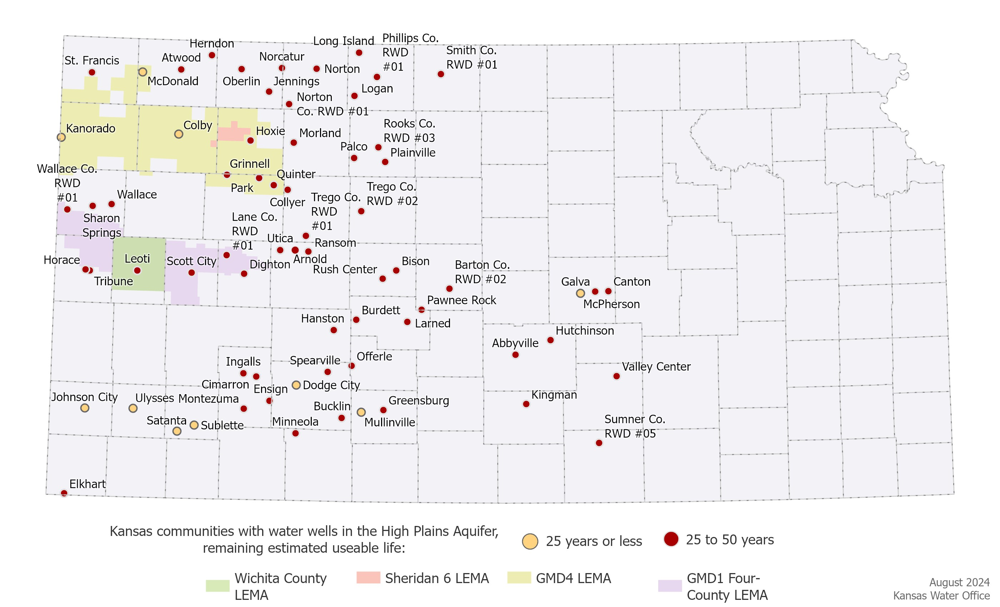 Herndon
Long Island
Phillips Co.
RWD
#01
Smith Co.
RWD #01
St. Francis
Atwood
Norcatur
Norton
McDonald
Oberlin
Jennings
Logan
Norton
Co. RWD #01
Kanorado
Colby
Hoxie
Morland
Rooks Co.
RWD #03
Palco
Plainville
Wallace Co.
RWD
#01
Grinnell
Quinter
Park
Collyer
Wallace
Trego Co.
RWD
#01
Trego Co.
RWD #02
Sharon
Springs
Lane Co.
RWD
#01
Utica
Ransom
Arnold
Horace
Leoti
Scott City
Dighton
Tribune
Rush Center
Bison
Barton Co.
RWD #02
Galva
Canton
McPherson
Pawnee Rock
Burdett
Larned
Hanston
Hutchinson
Abbyville
Ingalls
Spearville
Offerle
Valley Center
Cimarron
Ensign
Dodge City
Johnson City
Ulysses
Montezuma
Bucklin
Greensburg
Kingman
Satanta
Sublette
Minneola
Mullinville
Sumner Co.
RWD #05
Elkhart
Kansas communities with water wells in the High Plains Aquifer,
remaining estimated useable life:
25 years or less
25 to 50 years
Wichita County
LEMA
Sheridan 6 LEMA
GMD4 LEMA
GMD1 Four-
County LEMA
August 2024
Kansas Water Office